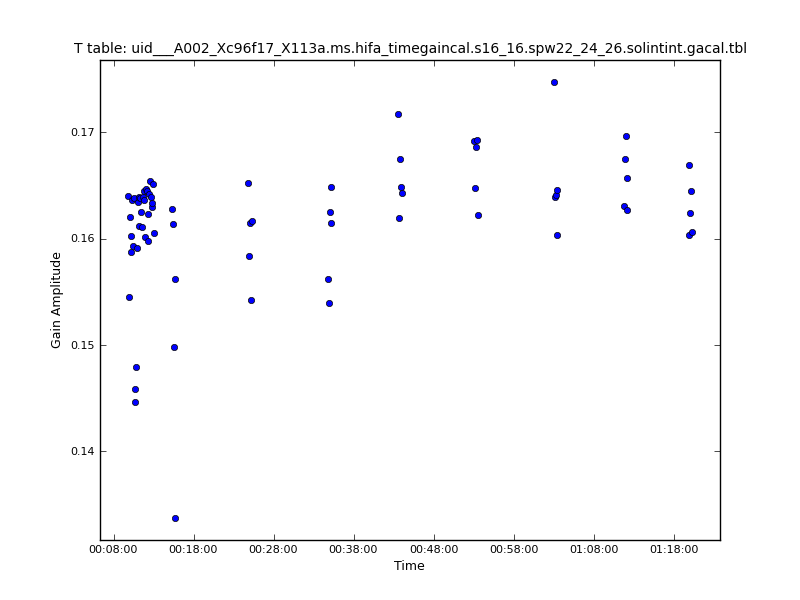 T table: uid___A002_Xc96f17_X113a.ms.hifa_timegaincal.s16_16.spw22_24_26.solintint.gacal.tbl
0.17
0.16
0.15
0.14
Gain Amplitude
00:08:00 00:18:00 00:28:00 00:38:00 00:48:00 00:58:00 01:08:00 01:18:00
Time